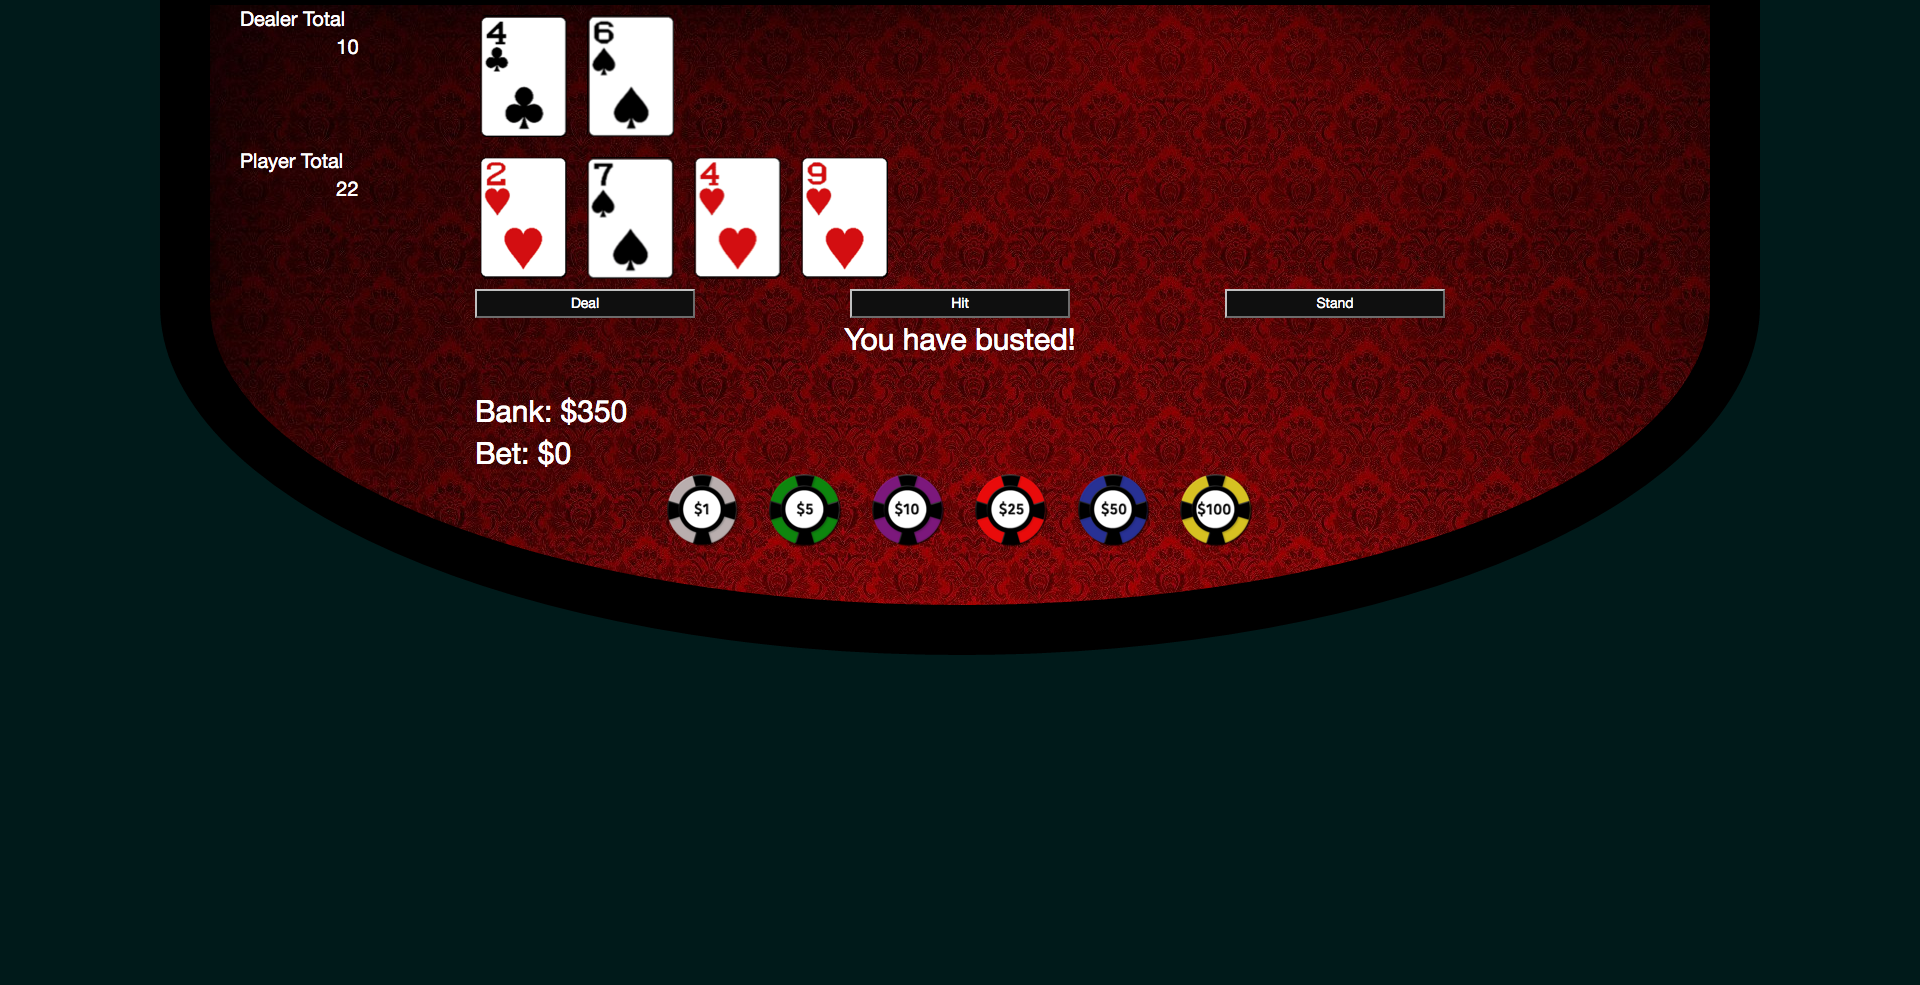 Dealer Total
10
4
6
Player Total
22
2
7
4
9
Deal
Hit
Stand
You have busted!
Bank: $350
Bet: $0
$1
$5
$10
$25
$50
$100